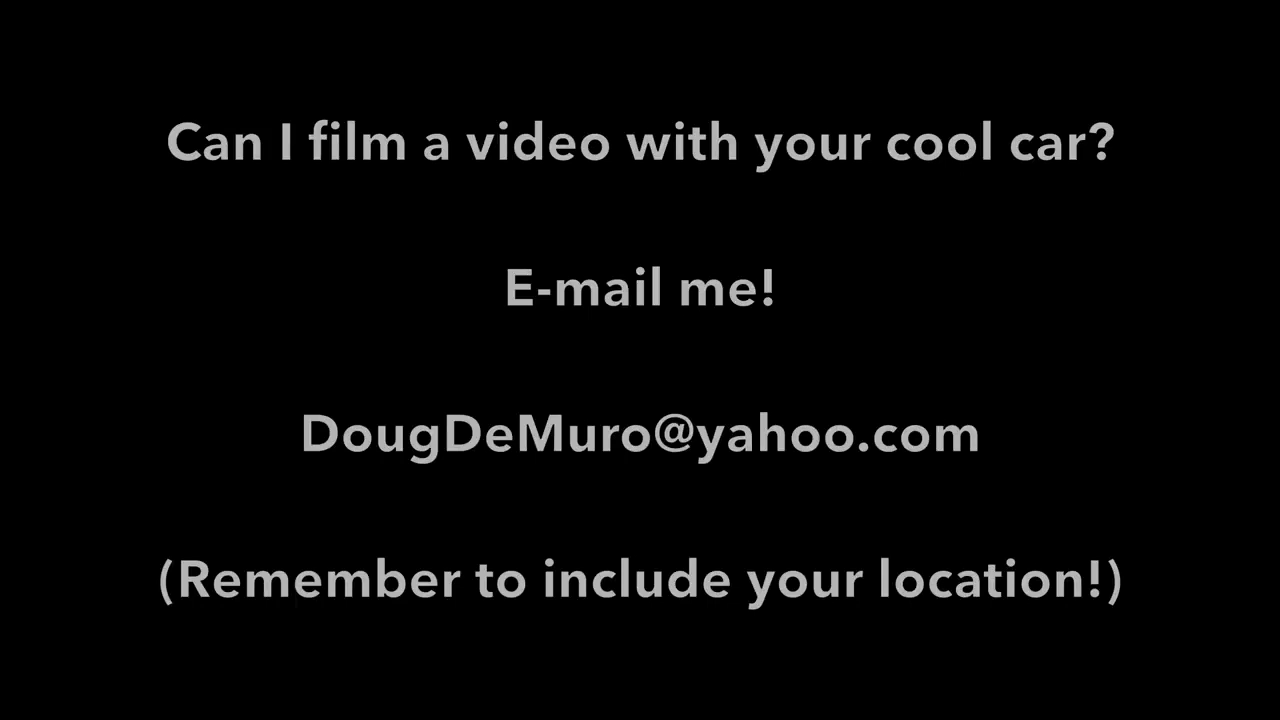 Can I film a video with your cool car?
E-mail me!
DougDeMuro@yahoo.com
(Remember to include your location!)